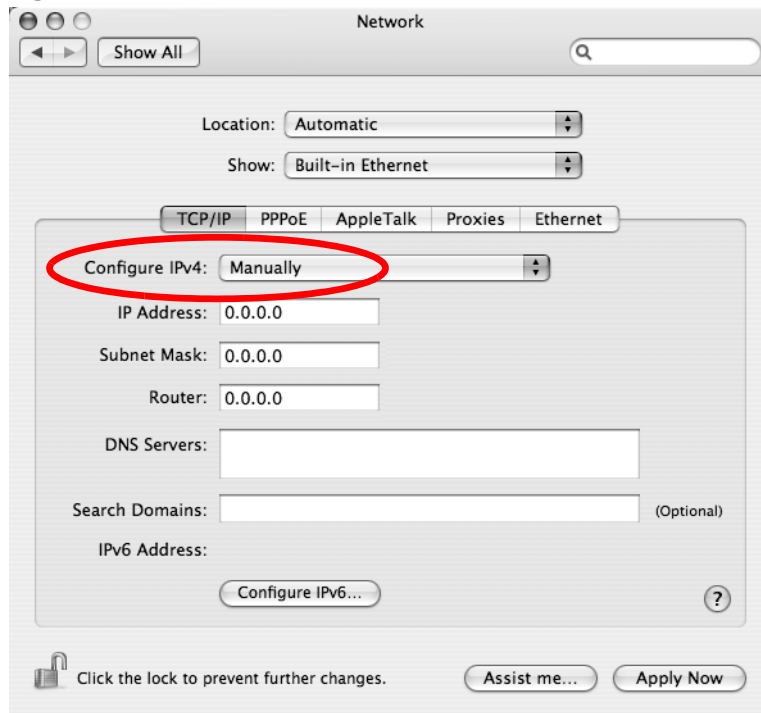 Network
Show All
Location: Automatic
Show: Built-in Ethernet
TCP/IP PPPoE AppleTalk Proxies Ethernet
Configure IPv4: Manually
IP Address: 0.0.0.0
Subnet Mask: 0.0.0.0
Router: 0.0.0.0
DNS Servers:
Search Domains: (Optional)
IPv6 Address:
Configure IPv6...
?
Click the lock to prevent further changes. Assist me... Apply Now